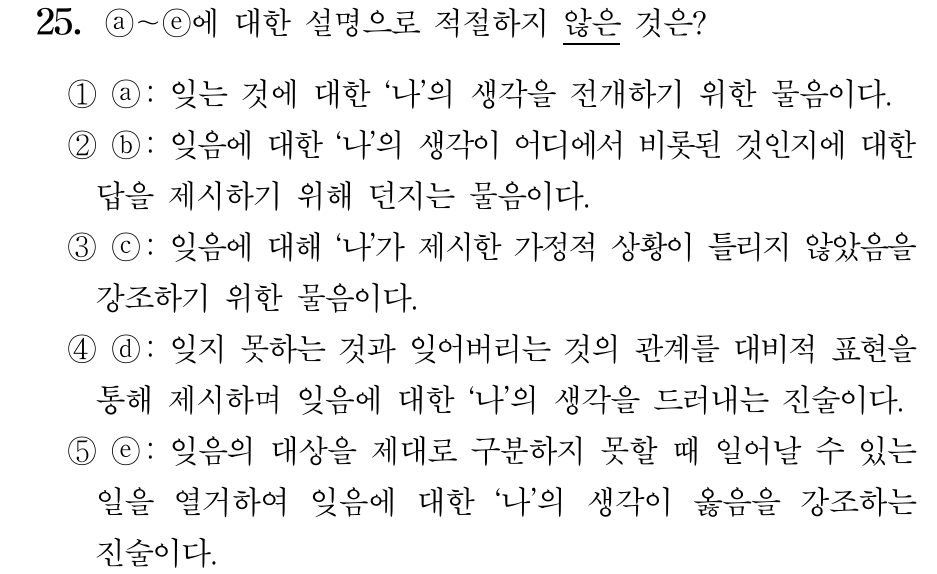 25. ⓐ~ⓔ에 대한 설명으로 적절하지 않은 것은?
① ⓐ: 잊는 것에 대한 ‘나’의 생각을 전개하기 위한 물음이다.
② ⓑ: 잊음에 대한 ‘나’의 생각이 어디에서 비롯된 것인지에 대한
답을 제시하기 위해 던지는 물음이다.
③ ⓒ: 잊음에 대해 ‘나’가 제시한 가정적 상황이 틀리지 않았음을
강조하기 위한 물음이다.
④ ⓓ: 잊지 못하는 것과 잊어버리는 것의 관계를 대비적 표현을
통해 제시하며 잊음에 대한 ‘나’의 생각을 드러내는 진술이다.
⑤ ⓔ: 잊음의 대상을 제대로 구분하지 못할 때 일어날 수 있는
일을 열거하여 잊음에 대한 ‘나’의 생각이 옳음을 강조하는
진술이다.